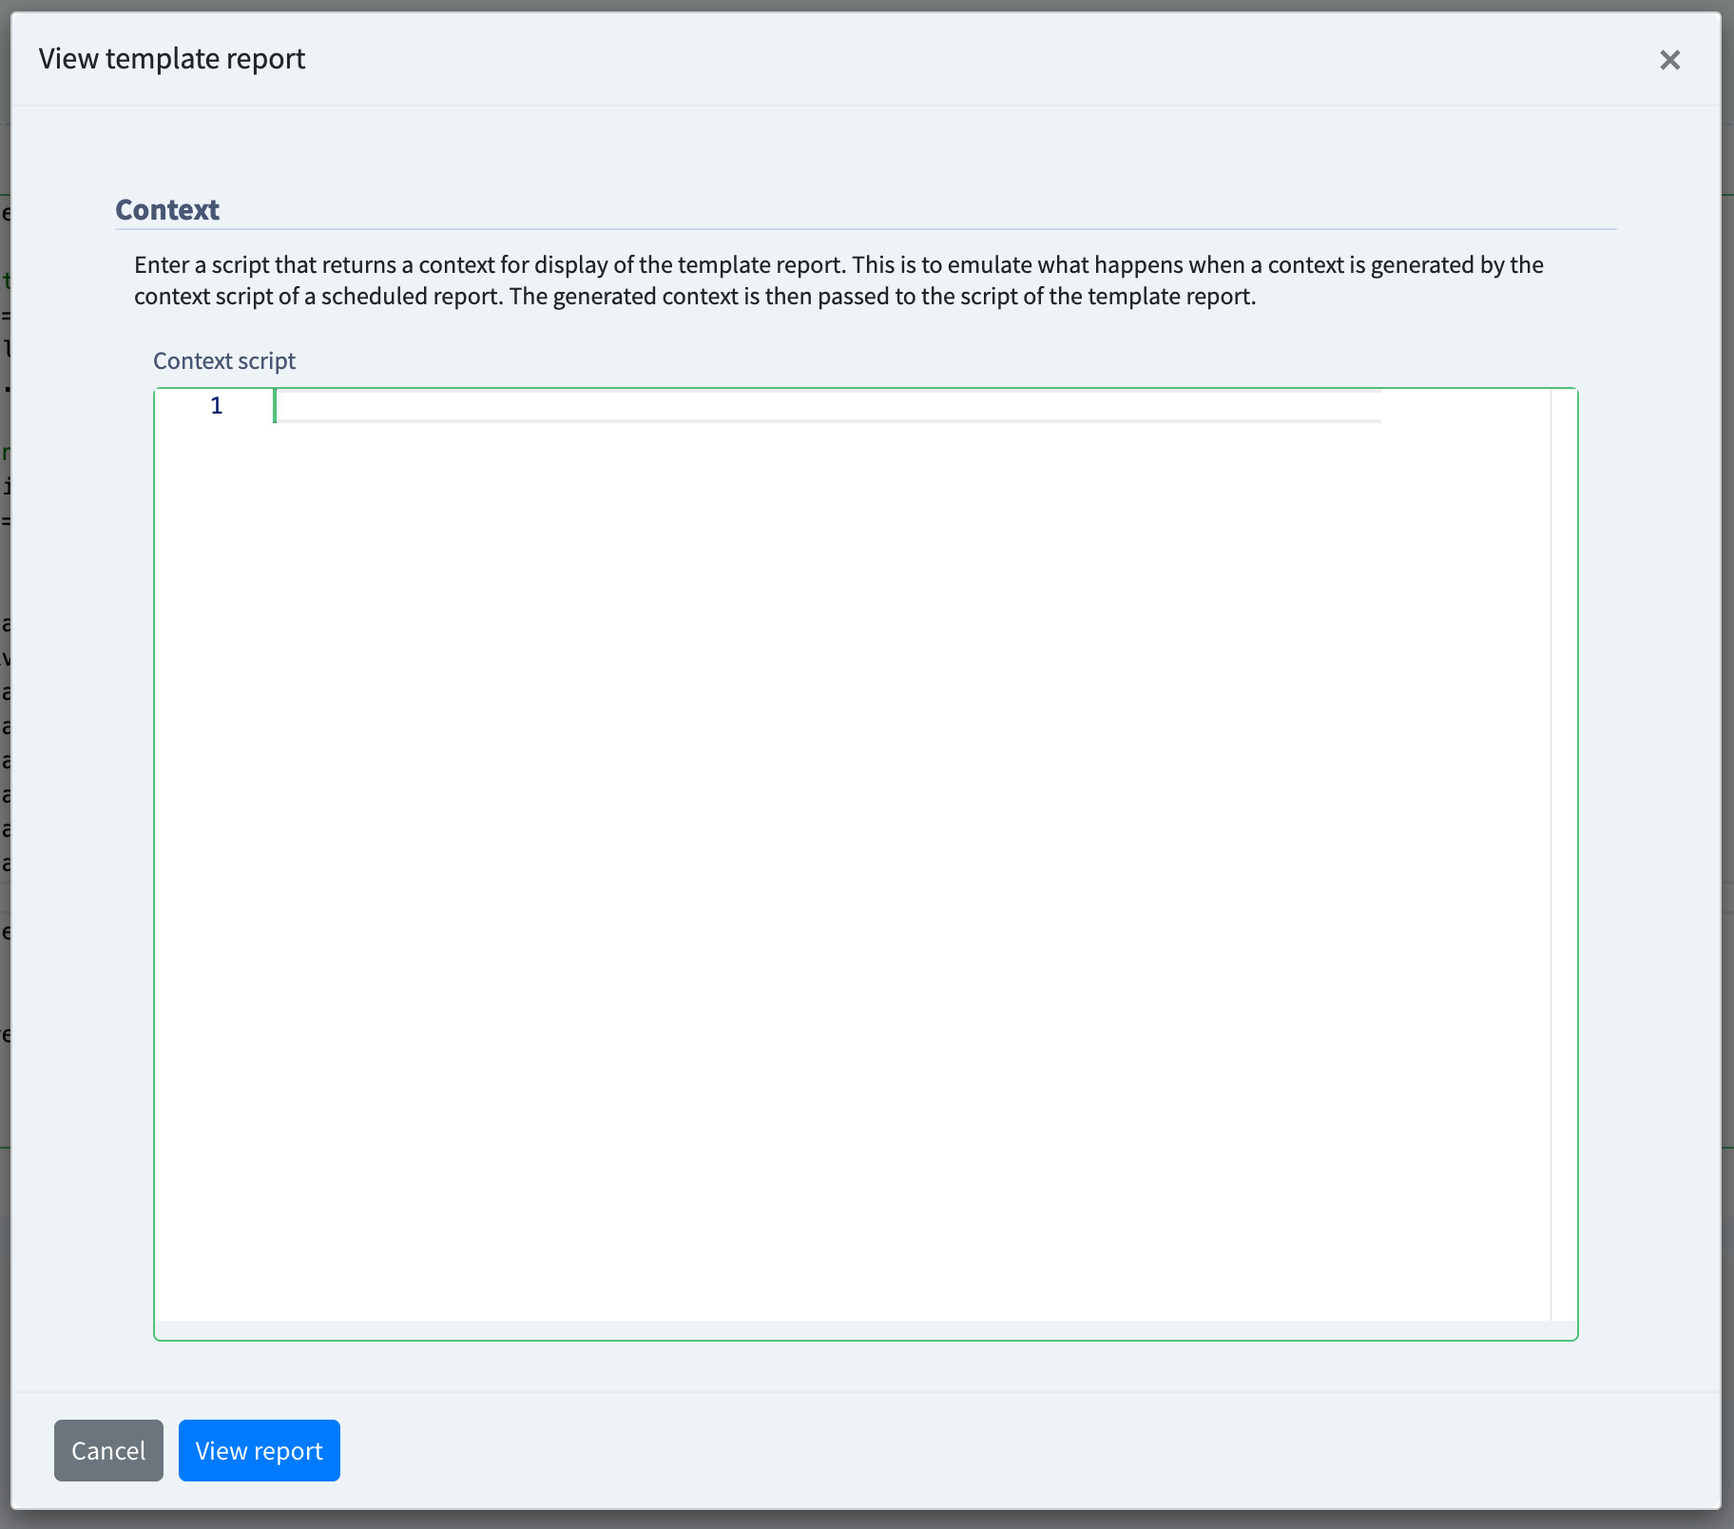 View template report
×
Context
Enter a script that returns a context for display of the template report. This is to emulate what happens when a context is generated by the
context script of a scheduled report. The generated context is then passed to the script of the template report.
Context script
1
Cancel
View report